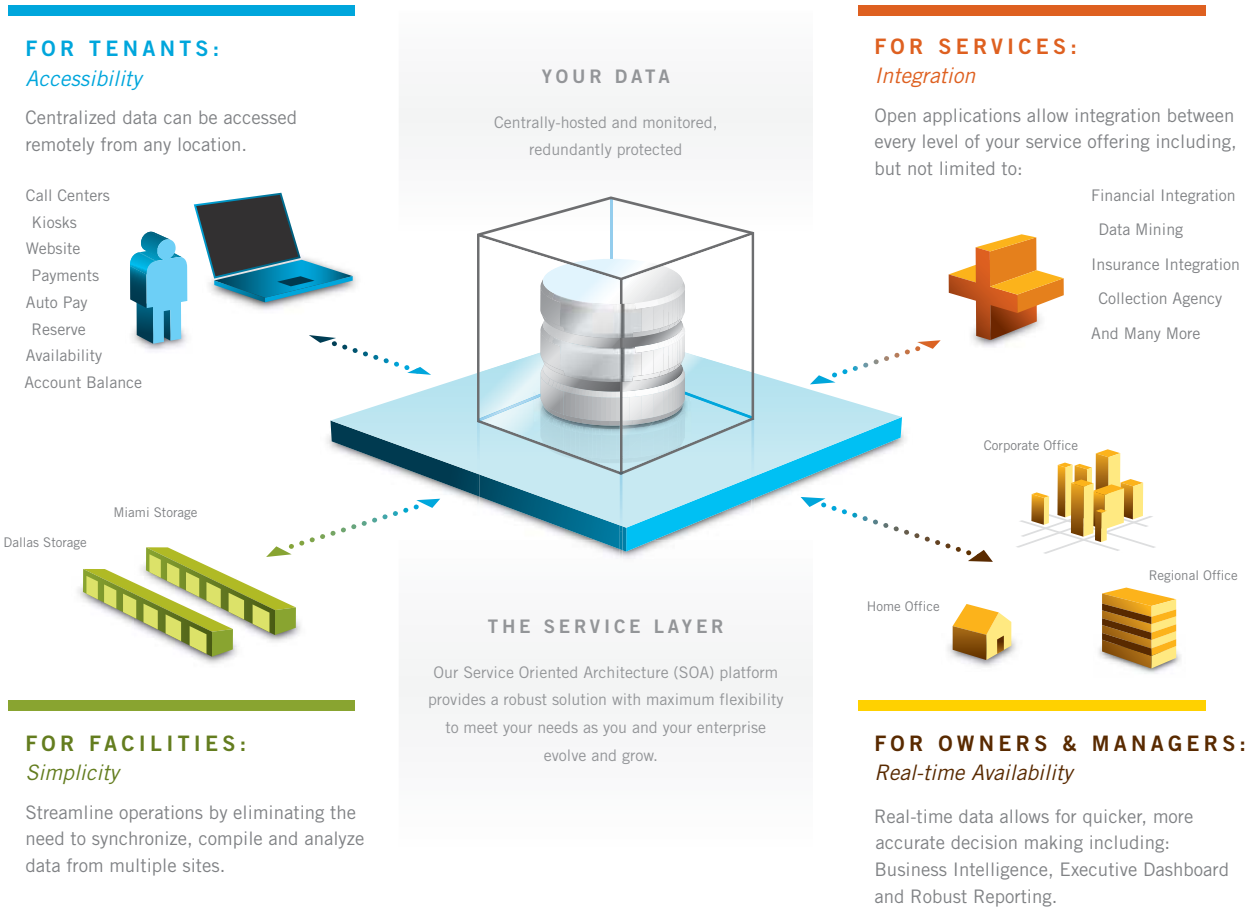 FOR TENANTS:
Accessibility
Centralized data can be accessed
remotely from any location.
Call Centers
Kiosks
Website
Payments
Auto Pay
Reserve
Availability
Account Balance
YOUR DATA
Centrally-hosted and monitored,
redundantly protected
FOR SERVICES:
Integration
Open applications allow integration between
every level of your service offering including,
but not limited to:
Financial Integration
Data Mining
Insurance Integration
Collection Agency
And Many More
Miami Storage
Dallas Storage
FOR FACILITIES:
Simplicity
Streamline operations by eliminating the
need to synchronize, compile and analyze
data from multiple sites.
THE SERVICE LAYER
Our Service Oriented Architecture (SOA) platform
provides a robust solution with maximum flexibility
to meet your needs as you and your enterprise
evolve and grow.
Corporate Office
Regional Office
Home Office
FOR OWNERS & MANAGERS:
Real-time Availability
Real-time data allows for quicker, more
accurate decision making including:
Business Intelligence, Executive Dashboard
and Robust Reporting.